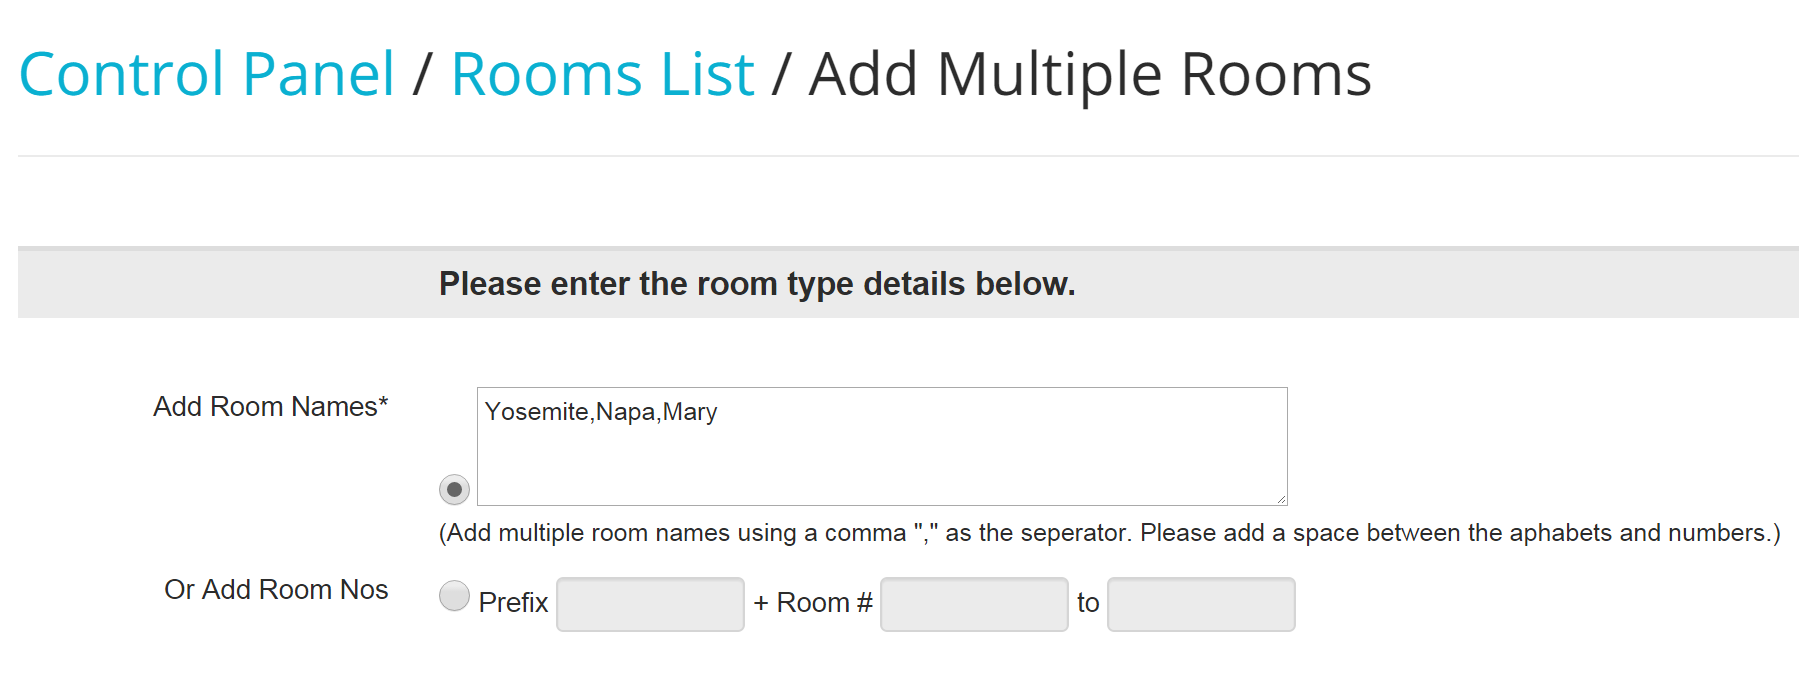 Control Panel / Rooms List / Add Multiple Rooms
Please enter the room type details below.
Add Room Names*
Yosemite,Napa,Mary
(Add multiple room names using a comma "," as the seperator. Please add a space between the aphabets and numbers.)
Or Add Room Nos
Prefix + Room # to